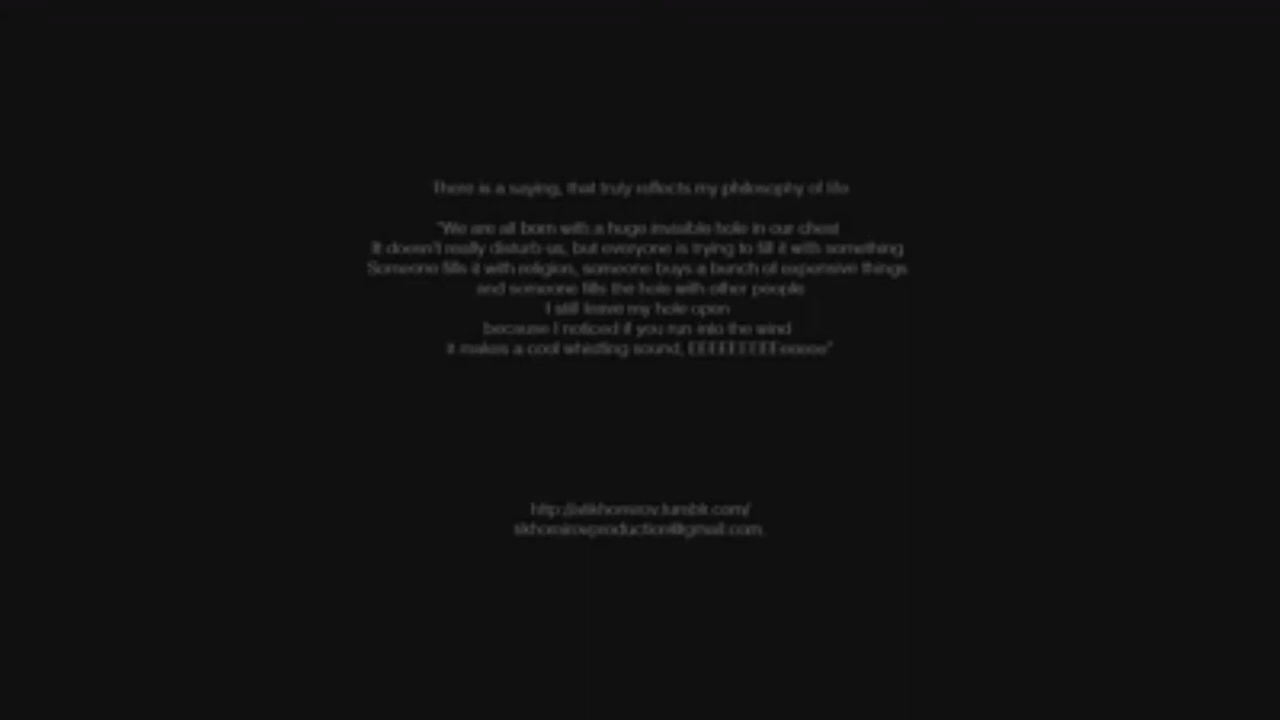 There is a saying, that truly reflects my philosophy of life
"We are all born with a huge invisible hole in our chest
It doesn't really disturb us, but everyone is trying to fill it with something
Someone fills it with religion, someone buys a bunch of expensive things
and someone fills the hole with other people
I still leave my hole open
because I noticed if you run into the wind
it makes a cool whistling sound,